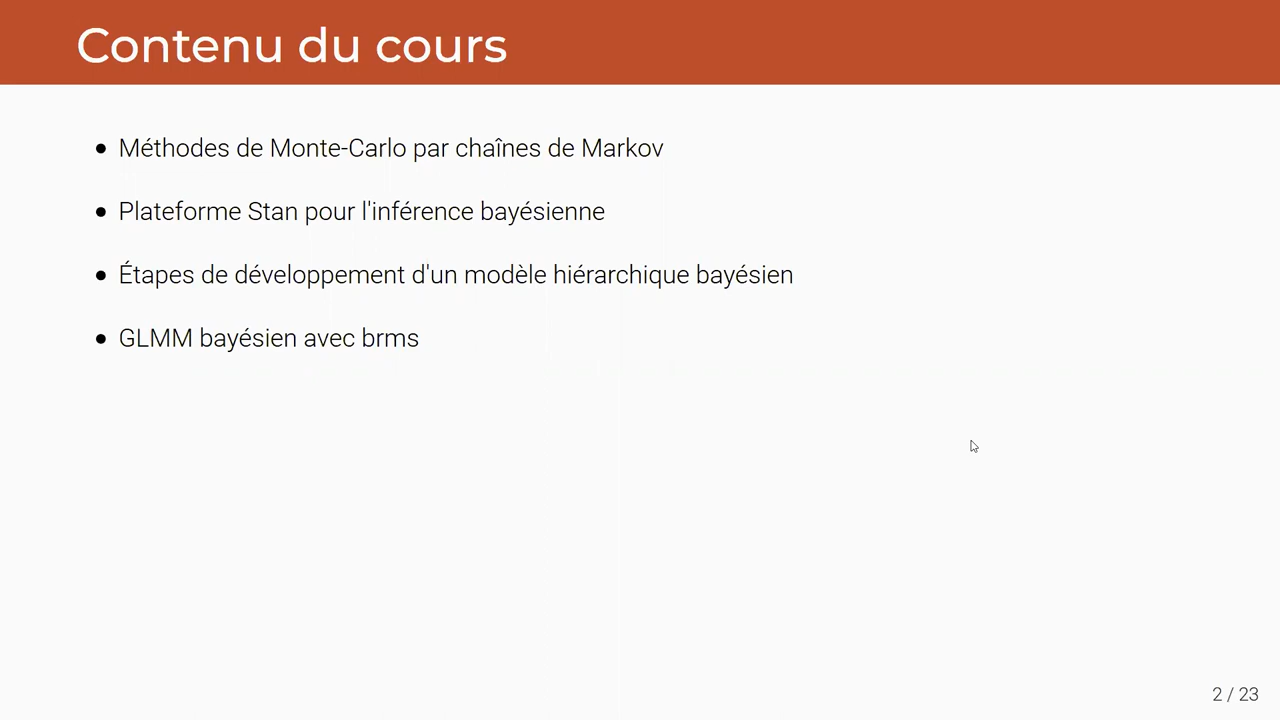 Contenu du cours
Méthodes de Monte-Carlo par chaînes de Markov
Plateforme Stan pour l'inférence bayésienne
Étapes de développement d'un modèle hiérarchique bayésien
GLMM bayésien avec brms
2 / 23